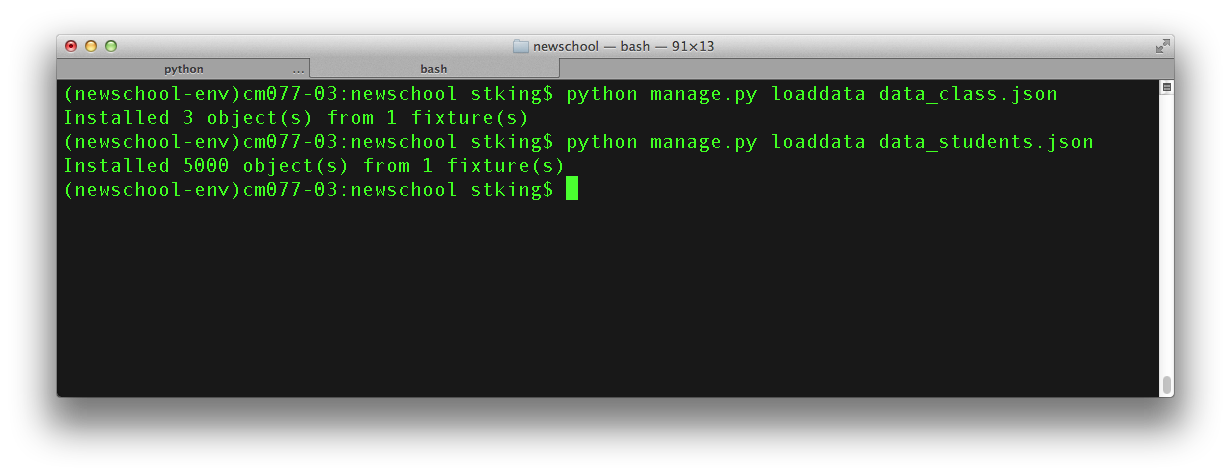 newschool — bash — 91×13
python ... bash
(newschool-env)cm077-03:newschool stking$ python manage.py loaddata data_class.json
Installed 3 object(s) from 1 fixture(s)
(newschool-env)cm077-03:newschool stking$ python manage.py loaddata data_students.json
Installed 5000 object(s) from 1 fixture(s)
(newschool-env)cm077-03:newschool stking$